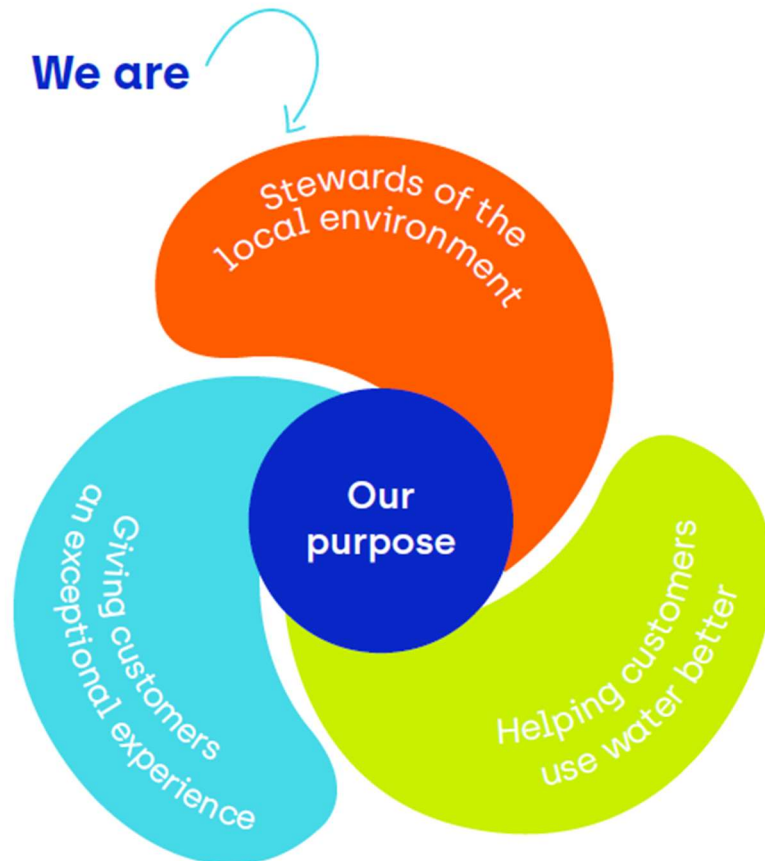 We are
Stewards of the
local environment
Our
purpose
Helping customers
use water better
Giving customers
an exceptional experience